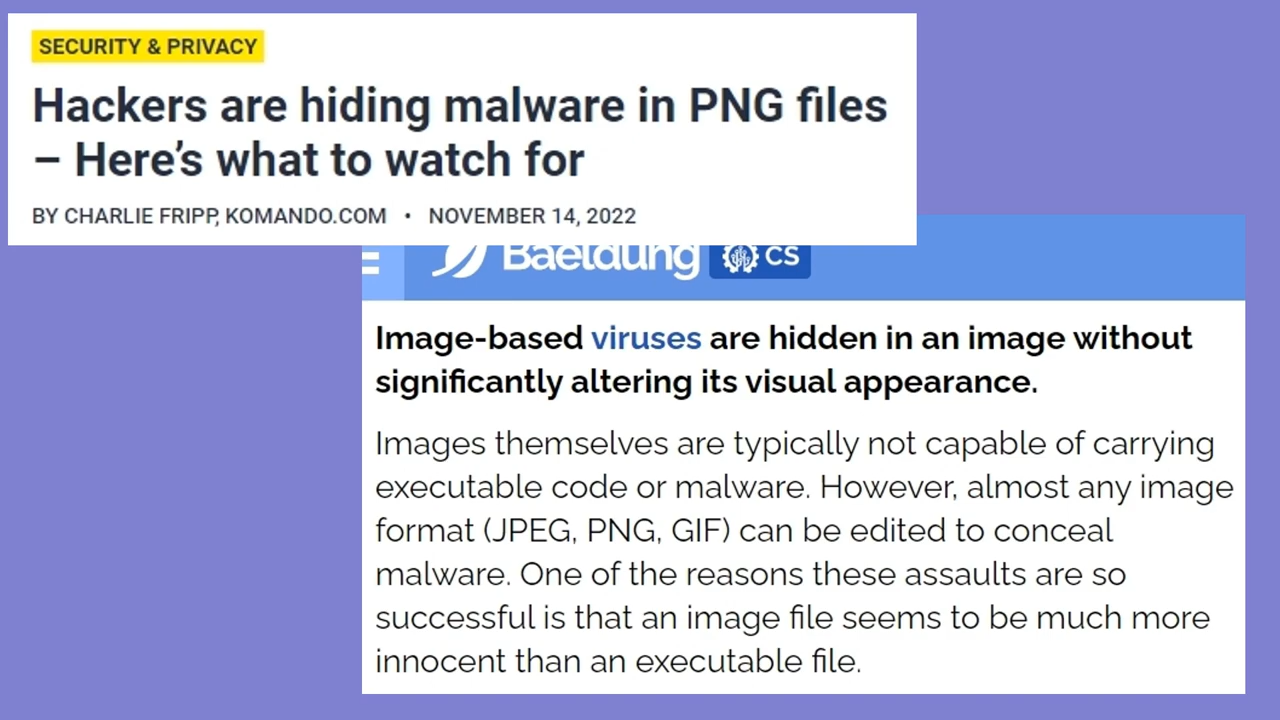 SECURITY & PRIVACY
Hackers are hiding malware in PNG files
– Here’s what to watch for
BY CHARLIE FRIPP, KOMANDO.COM • NOVEMBER 14, 2022
Baeldung CS
Image-based viruses are hidden in an image without
significantly altering its visual appearance.
Images themselves are typically not capable of carrying
executable code or malware. However, almost any image
format (JPEG, PNG, GIF) can be edited to conceal
malware. One of the reasons these assaults are so
successful is that an image file seems to be much more
innocent than an executable file.